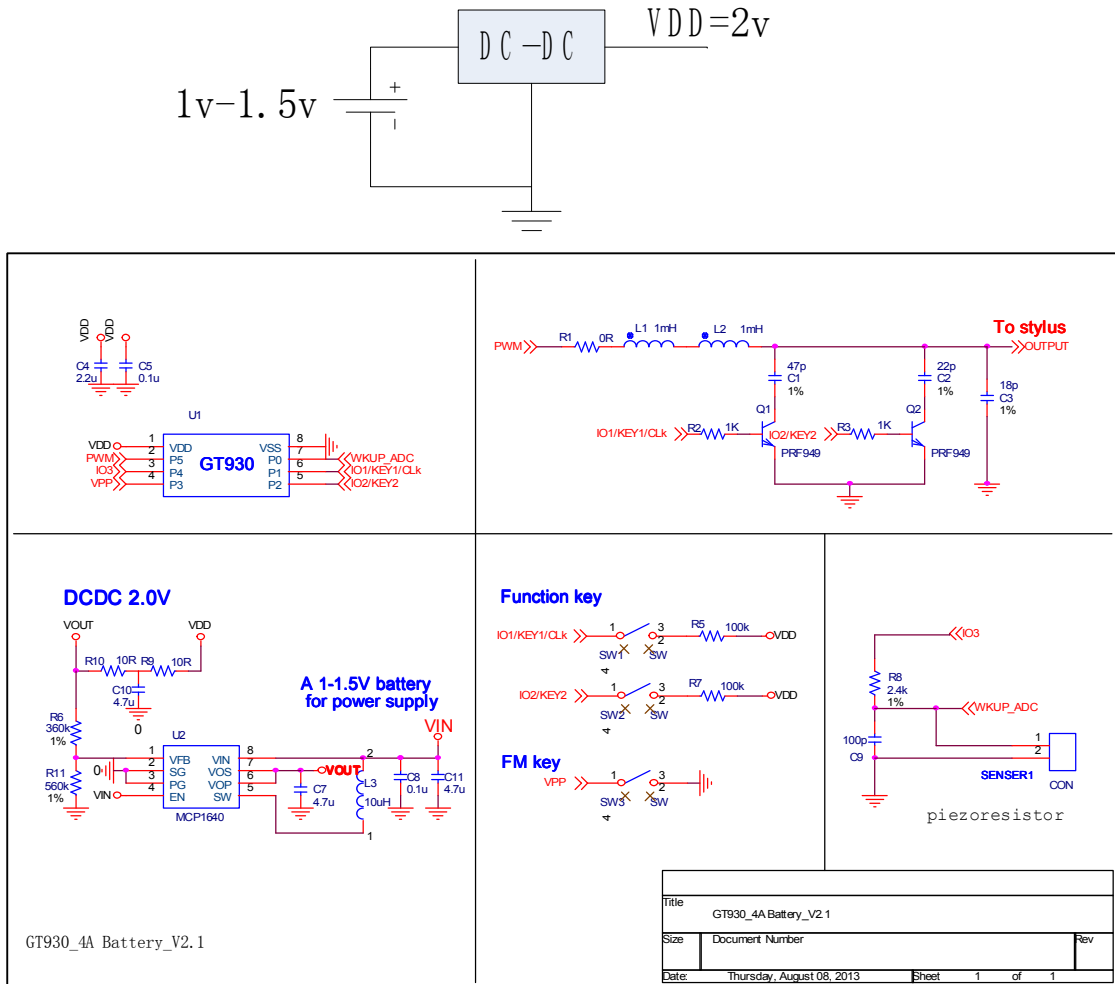 DC-DC
VDD=2v
1v-1.5v
+
-
VDD
VDD
C4
2.2u
C5
0.1u
U1
VDD
PWM
IO3
VPP
1
2
3
4
VDD
P5
P4
P3
GT930
VSS
P0
P1
P2
8
7
6
5
WKUP_ADC
IO1/KEY1/CLk
IO2/KEY2
PWM
R1
0R
L1 1mH
L2 1mH
To stylus
OUTPUT
47p
C1
1%
22p
C2
1%
18p
C3
1%
Q1
Q2
IO1/KEY1/CLk
R2
1K
IO2/KEY2
R3
1K
PRF949
PRF949
DCDC 2.0V
VOUT
VDD
R10
10R
R9
10R
C10
4.7u
0
R6
360k
1%
R11
560k
1%
A 1-1.5V battery
for power supply
VIN
U2
0
VIN
1
2
3
4
VFB
SG
PG
EN
VIN
VOS
VOP
SW
8
7
6
5
MCP1640
VOUT
C7
4.7u
2
L3
10uH
1
C8
0.1u
C11
4.7u
GT930_4A Battery_V2.1
Function key
IO1/KEY1/CLk
1
3
2
R5
100k
VDD
SW1
SW
4
IO2/KEY2
1
3
2
R7
100k
VDD
SW2
SW
4
FM key
VPP
1
3
2
SW3
SW
4
IO3
R8
2.4k
1%
WKUP_ADC
100p
C9
1
2
SENSER1
CON
piezoresistor
Title
GT930_4A Battery_V2.1
Size
Document Number
Rev
Date:
Thursday, August 08, 2013
Sheet 1 of 1